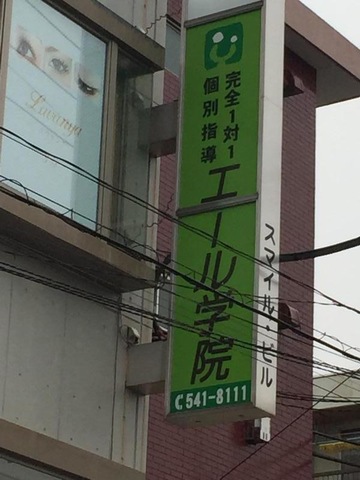 完全1対1
個別指導
エール学院
541-8111
スマイル・ビル
Luvanya